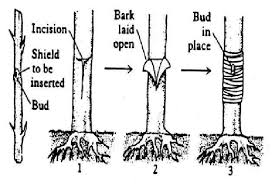 Incision
Shield
to be
inserted
Bud
Bark
laid
open
Bud
in
place
1
2
3